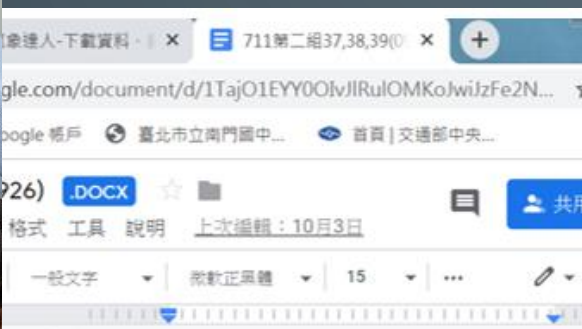 象達人-下載資料 - ×
711第二組37,38,39(0 × +
gle.com/document/d/1TajO1EYY0OlvJlRulOMKoJwiJzFe2N...
oogle 帳戶 臺北市立南門國中... 首頁 | 交通部中央...
926) .DOCX 共用
格式 工具 說明 上次編輯：10月3日
一般文字 微軟正黑體 15 ...